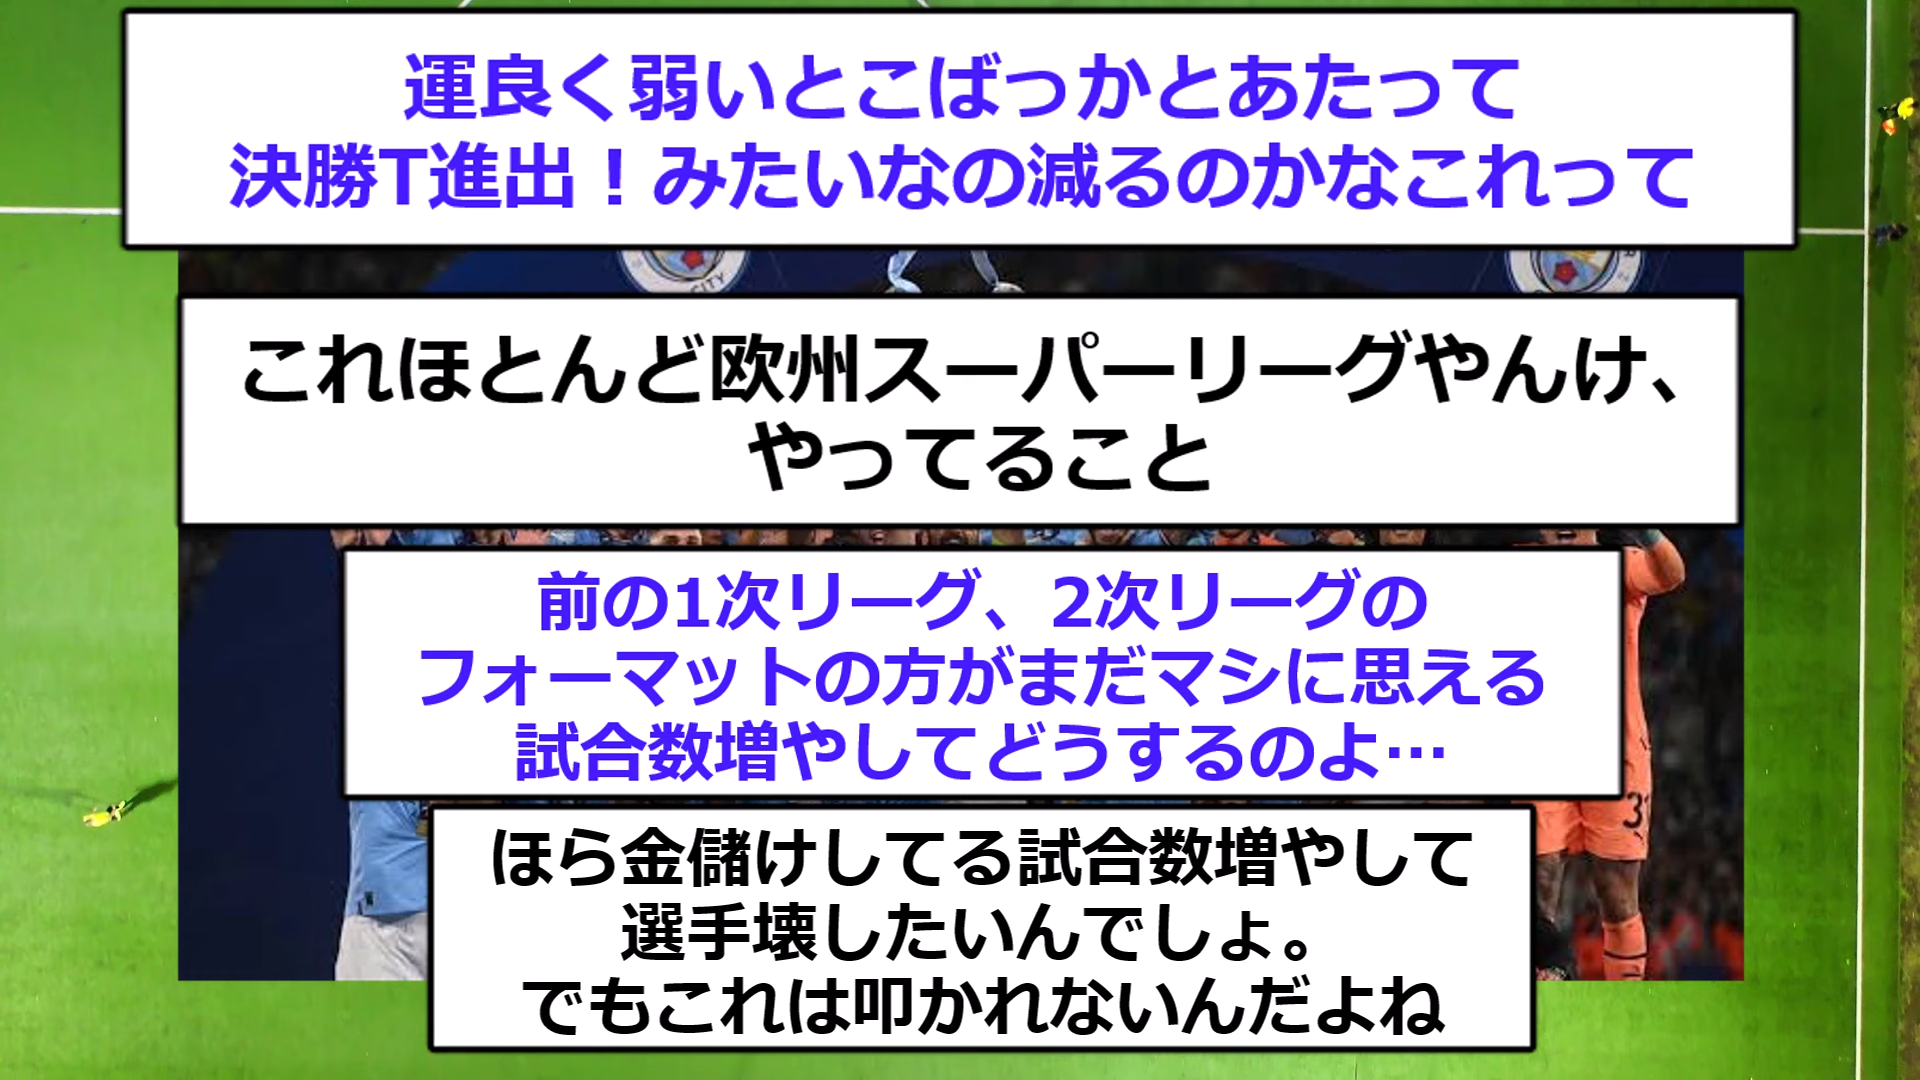 運良く弱いとこばっかとあたって
決勝T進出！みたいなの減るのかなこれって
CITY
これほとんど欧州スーパーリーグやんけ、
やってること
前の1次リーグ、2次リーグの
フォーマットの方がまだマシに思える
試合数増やしてどうするのよ…
3
ほら金儲けしてる試合数増やして
選手壊したいんでしょ。
でもこれは叩かれないんだよね